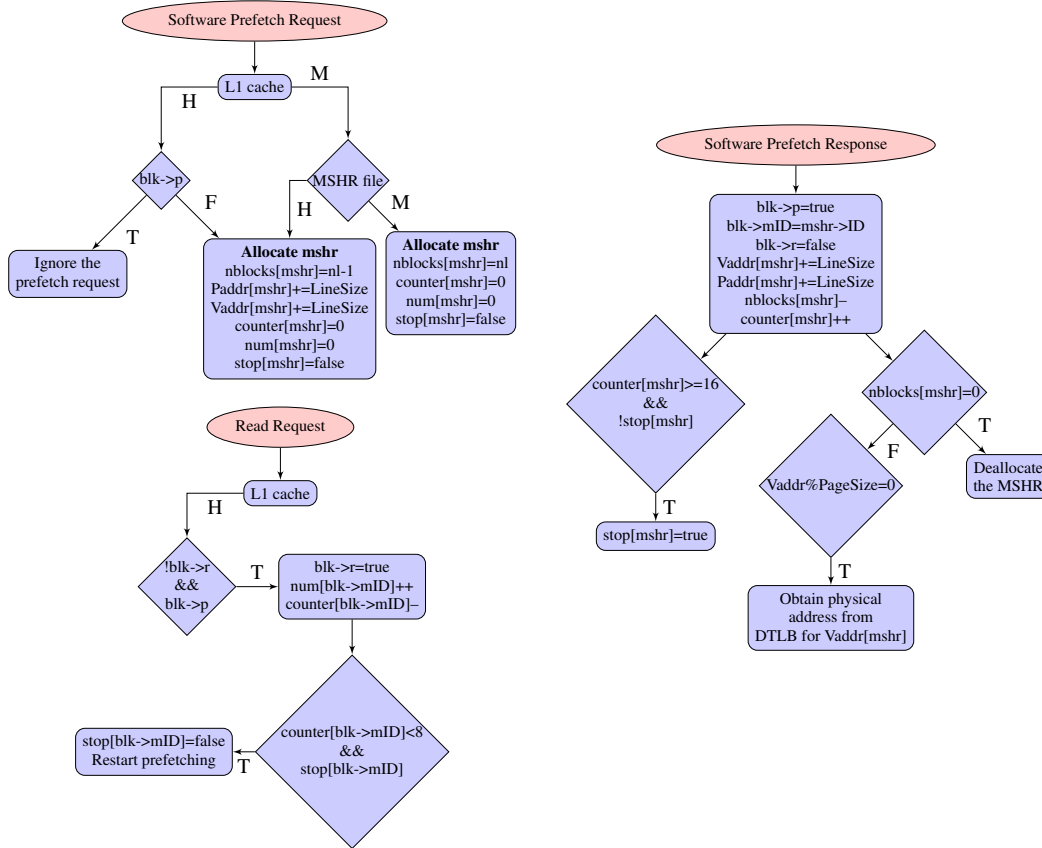 Software Prefetch Request
L1 cache
M
H
blk->p
MSHR file
F
H
M
T
Ignore the
prefetch request
Allocate mshr
nblocks[mshr]=nl-1
Paddr[mshr]+=LineSize
Vaddr[mshr]+=LineSize
counter[mshr]=0
num[mshr]=0
stop[mshr]=false
Allocate mshr
nblocks[mshr]=nl
counter[mshr]=0
num[mshr]=0
stop[mshr]=false
Read Request
L1 cache
H
!blk->r
&&
blk->p
T
blk->r=true
num[blk->mID]++
counter[blk->mID]–
counter[blk->mID]<8
&&
stop[blk->mID]
T
stop[blk->mID]=false
Restart prefetching
Software Prefetch Response
blk->p=true
blk->mID=mshr->ID
blk->r=false
Vaddr[mshr]+=LineSize
Paddr[mshr]+=LineSize
nblocks[mshr]–
counter[mshr]++
counter[mshr]>=16
&&
!stop[mshr]
T
stop[mshr]=true
nblocks[mshr]=0
F
T
Deallocate
the MSHR
Vaddr%PageSize=0
T
Obtain physical
address from
DTLB for Vaddr[mshr]